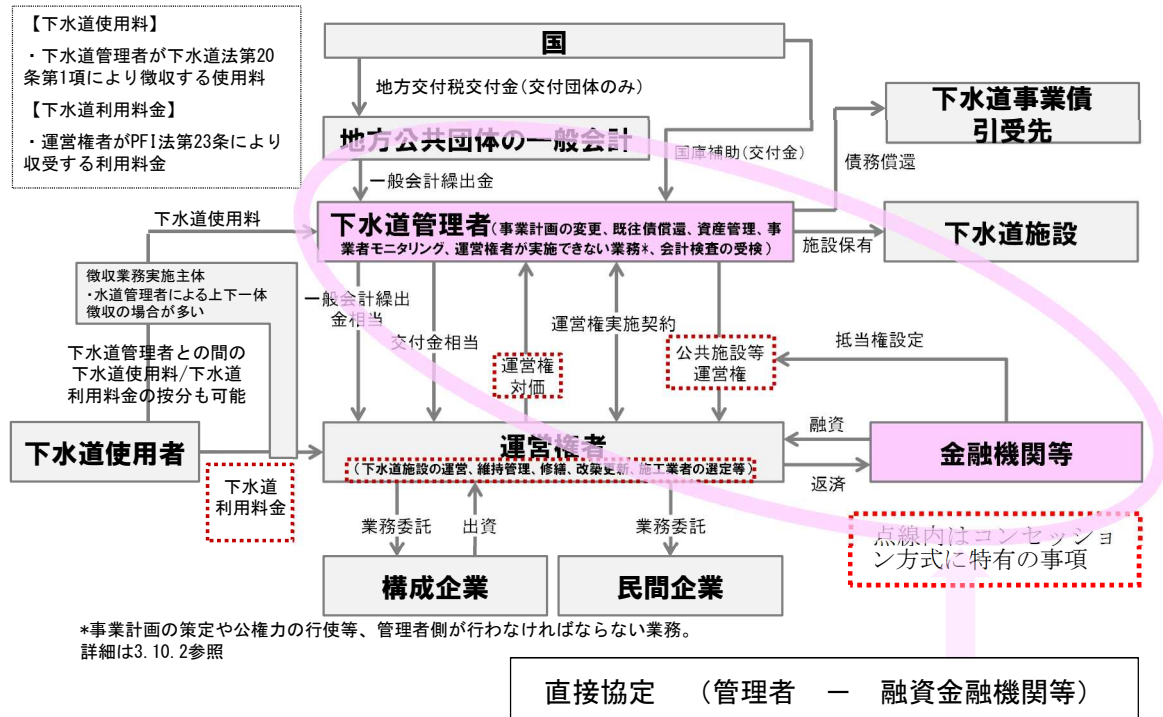 【下水道使用料】
・下水道管理者が下水道法第20
条第1項により徴収する使用料
【下水道利用料金】
・運営権者がPFI法第23条により
収受する利用料金
国
地方交付税交付金(交付団体のみ)
地方公共団体の一般会計
国庫補助(交付金)
下水道事業債
引受先
債務償還
一般会計繰出金
下水道使用料
下水道管理者(事業計画の変更、既往債償還、資産管理、事
業者モニタリング、運営権者が実施できない業務*、会計検査の受検)
施設保有
下水道施設
徴収業務実施主体
・水道管理者による上下一体
徴収の場合が多い
一般会計繰出
金相当
交付金相当
運営権
対価
運営権実施契約
公共施設等
運営権
抵当権設定
下水道管理者との間の
下水道使用料/下水道
利用料金の按分も可能
下水道使用者
下水道
利用料金
運営権者
(下水道施設の運営、維持管理、修繕、改築更新、施工業者の選定等)
融資
返済
金融機関等
業務委託
出資
業務委託
点線内はコンセッショ
ン方式に特有の事項
構成企業
民間企業
*事業計画の策定や公権力の行使等、管理者側が行わなければならない業務。
詳細は3.10.2参照
直接協定 (管理者 － 融資金融機関等)